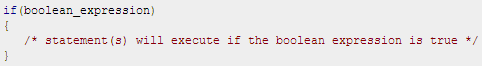 if(boolean_expression)
{
   /* statement(s) will execute if the boolean expression is true */
}